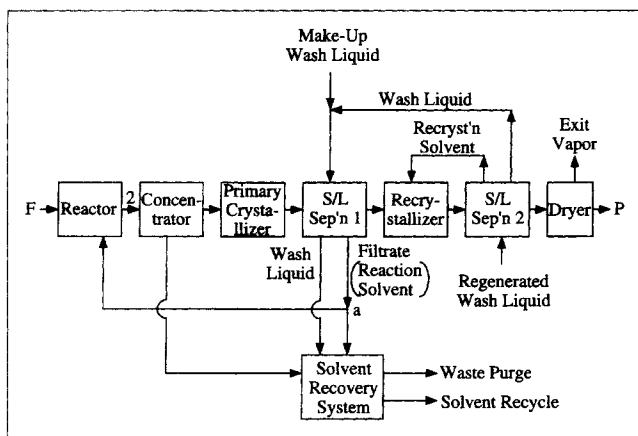 Make-Up
Wash Liquid
Wash Liquid
Recryst'n
Solvent
Exit
Vapor
F
Reactor
2
Concen-
trator
Primary
Crysta-
llizer
S/L
Sep'n 1
Recry-
stallizer
S/L
Sep'n 2
Dryer
P
Wash
Liquid
Filtrate
(Reaction
Solvent)
Regenerated
Wash Liquid
a
Solvent
Recovery
System
Waste Purge
Solvent Recycle